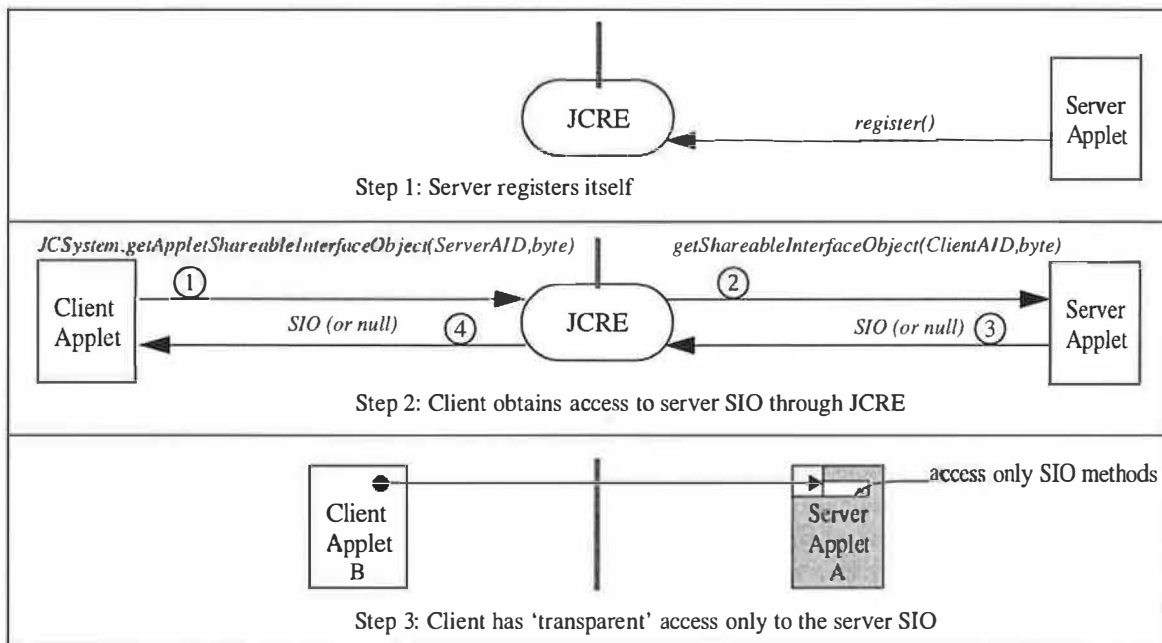 JCRE
register()
Server
Applet
Step 1: Server registers itself
JCSystem.getAppletShareableInterfaceObject(ServerAID,byte)
getShareableInterfaceObject(ClientAID,byte)
1
2
Client
Applet
JCRE
Server
Applet
SIO (or null)
4
SIO (or null)
3
Step 2: Client obtains access to server SIO through JCRE
access only SIO methods
Client
Applet
B
Server
Applet
A
Step 3: Client has ‘transparent’ access only to the server SIO